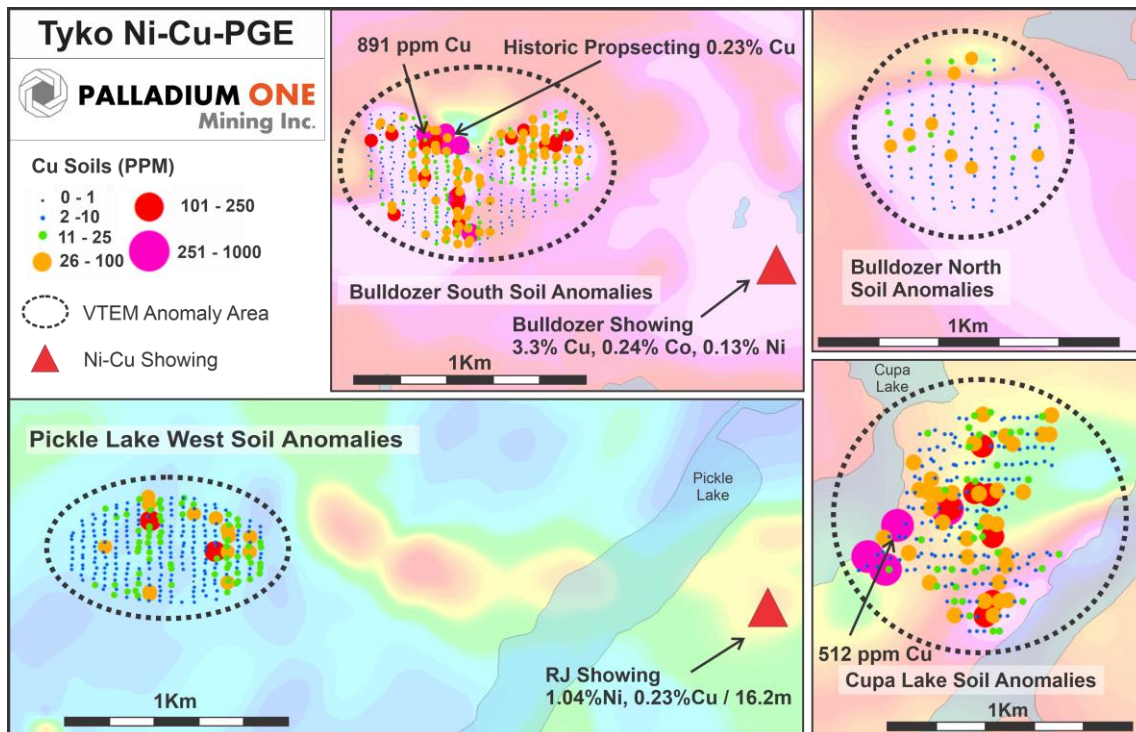 Tyko Ni-Cu-PGE
PALLADIUM ONE
Mining Inc.
Cu Soils (PPM)
0 - 1
2 - 10
11 - 25
26 - 100
101 - 250
251 - 1000
VTEM Anomaly Area
Ni-Cu Showing
891 ppm Cu
Historic Propsecting 0.23% Cu
Bulldozer South Soil Anomalies
Bulldozer Showing
3.3% Cu, 0.24% Co, 0.13% Ni
1Km
Bulldozer North
Soil Anomalies
1Km
Pickle Lake West Soil Anomalies
Pickle
Lake
RJ Showing
1.04%Ni, 0.23%Cu / 16.2m
1Km
Cupa
Lake
512 ppm Cu
Cupa Lake Soil Anomalies
1Km